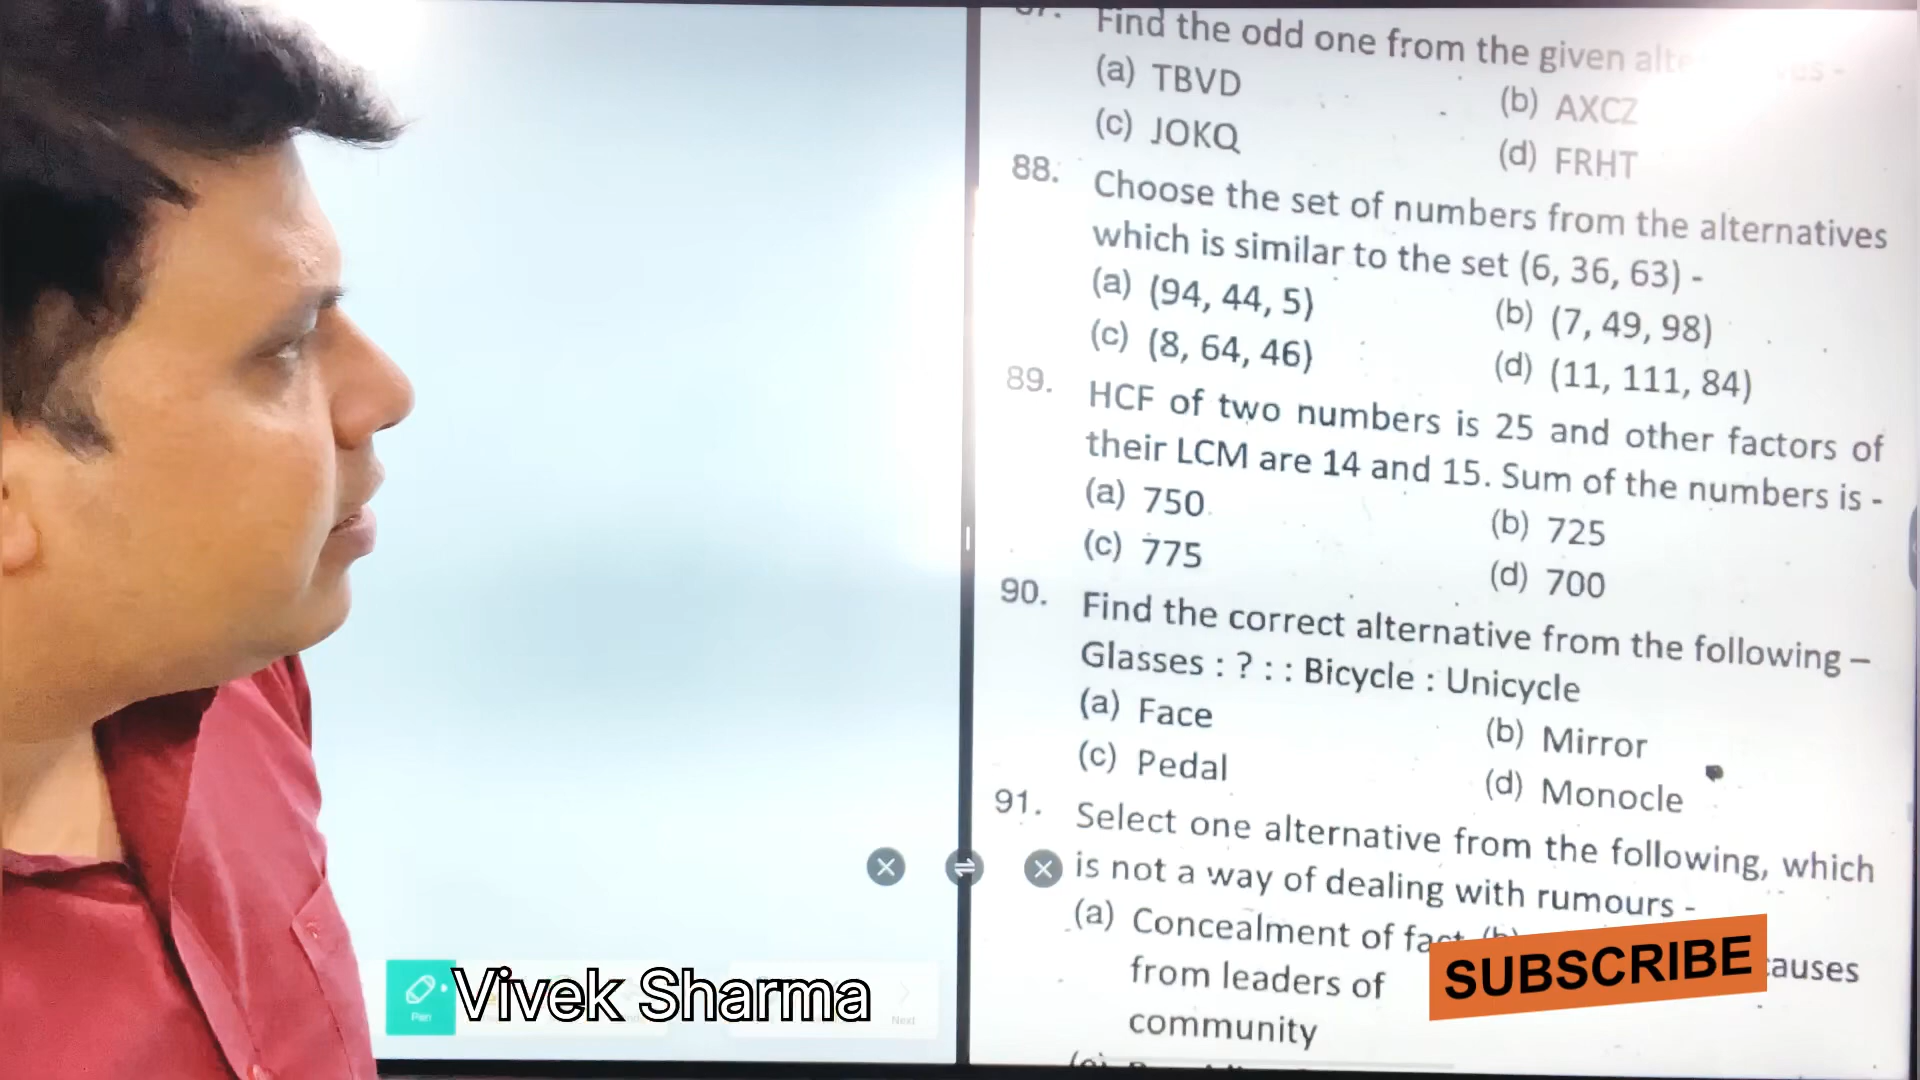 Find the odd one from the given
(a) TBVD
(b) AXCZ
(c) JOKQ
(d) FRHT
88. Choose the set of numbers from the alternatives
which is similar to the set (6, 36, 63) -
(a) (94, 44, 5)
(b) (7, 49, 98)
(c) (8, 64, 46)
(d) (11, 111, 84)
89. HCF of two numbers is 25 and other factors of
their LCM are 14 and 15. Sum of the numbers is -
(a) 750
(b) 725
(c) 775
(d) 700
90. Find the correct alternative from the following –
Glasses : ? : : Bicycle : Unicycle
(a) Face
(b) Mirror
(c) Pedal
(d) Monocle
91. Select one alternative from the following, which
is not a way of dealing with rumours -
(a) Concealment of
from leaders of
community
SUBSCRIBE
Vivek Sharma
Pen
Next